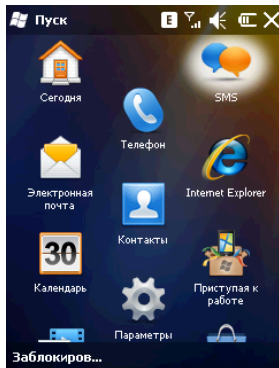 Пуск
E
Сегодня
SMS
Телефон
Электронная
почта
Internet Explorer
Контакты
30
Календарь
Приступая к
работе
Параметры
Заблокиров...